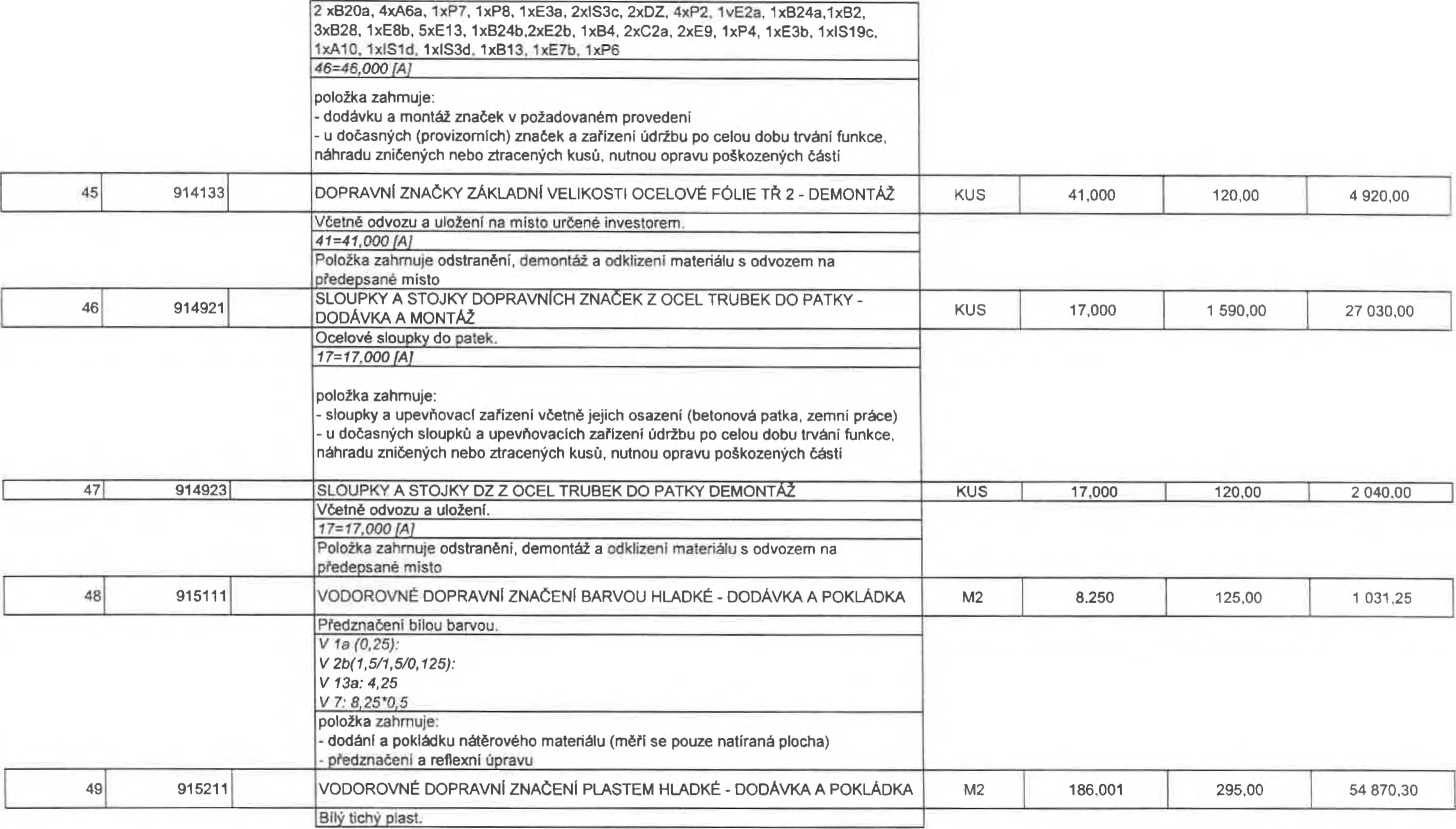 2 xB20a, 4xA6a, 1xP7, 1xP8, 1xE3a, 2xIS3c, 2xDZ, 4xP2, 1vE2a, 1xB24a,1xB2,
3xB28, 1xE8b, 5xE13, 1xB24b,2xE2b, 1xB4, 2xC2a, 2xE9, 1xP4, 1xE3b, 1xIS19c,
1xA10, 1xIS1d, 1xIS3d, 1xB13, 1xE7b, 1xP6
46=46,000 [A]
položka zahrnuje:
- dodávku a montáž značek v požadovaném provedení
- u dočasných (provizorních) značek a zařízení údržbu po celou dobu trvání funkce,
náhradu zničených nebo ztracených kusů, nutnou opravu poškozených částí
45 914133 DOPRAVNÍ ZNAČKY ZÁKLADNÍ VELIKOSTI OCELOVÉ FÓLIE TŘ 2 - DEMONTÁŽ KUS 41,000 120,00 4 920,00
Včetně odvozu a uložení na místo určené investorem.
41=41,000 [A]
Položka zahrnuje odstranění, demontáž a odklizení materiálu s odvozem na
předepsané místo
46 914921 SLOUPKY A STOJKY DOPRAVNÍCH ZNAČEK Z OCEL TRUBEK DO PATKY -
DODÁVKA A MONTÁŽ KUS 17,000 1 590,00 27 030,00
Ocelové sloupky do patek.
17=17,000 [A]
položka zahrnuje:
- sloupky a upevňovací zařízení včetně jejich osazení (betonová patka, zemní práce)
- u dočasných sloupků a upevňovacích zařízení údržbu po celou dobu trvání funkce,
náhradu zničených nebo ztracených kusů, nutnou opravu poškozených částí
47 914923 SLOUPKY A STOJKY DZ Z OCEL TRUBEK DO PATKY DEMONTÁŽ KUS 17,000 120,00 2 040,00
Včetně odvozu a uložení.
17=17,000 [A]
Položka zahrnuje odstranění, demontáž a odklizení materiálu s odvozem na
předepsané místo
48 915111 VODOROVNÉ DOPRAVNÍ ZNAČENÍ BARVOU HLADKÉ - DODÁVKA A POKLÁDKA M2 8.250 125,00 1 031,25
Předznačení bílou barvou.
V 1a (0,25):
V 2b(1,5/1,5/0,125):
V 13a: 4,25
V 7: 8,25*0,5
položka zahrnuje:
- dodání a pokládku nátěrového materiálu (měří se pouze natíraná plocha)
- předznačení a reflexní úpravu
49 915211 VODOROVNÉ DOPRAVNÍ ZNAČENÍ PLASTEM HLADKÉ - DODÁVKA A POKLÁDKA M2 186.001 295,00 54 870,30
Bílý tichý plast.